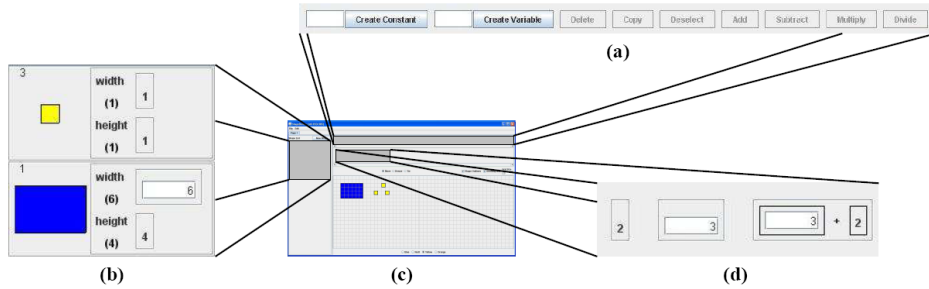 Create Constant Create Variable Delete Copy Deselect Add Subtract Multiply Divide
(a)
3
width
(1) 1
height
(1) 1
1
width
(6) 6
height
(4) 4
2 3 3 + 2
(b) (c) (d)